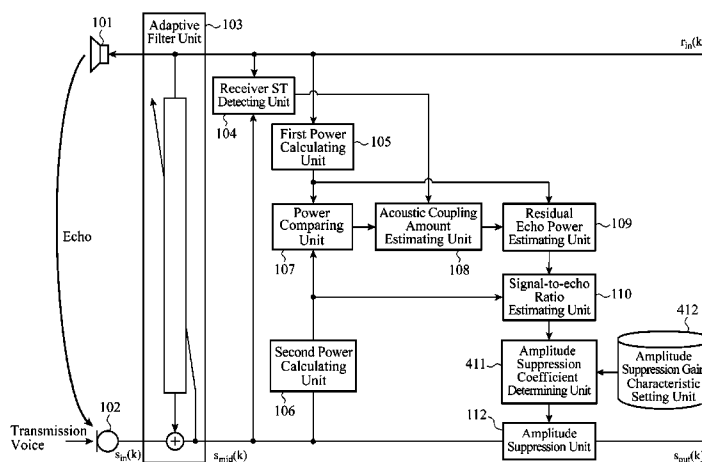 101
Adaptive
Filter Unit
103
r_in(k)
Receiver ST
Detecting Unit
104
First Power
Calculating
Unit
105
Echo
Power
Comparing
Unit
107
Acoustic Coupling
Amount
Estimating Unit
108
Residual
Echo Power
Estimating Unit
109
Signal-to-echo
Ratio
Estimating Unit
110
412
Second Power
Calculating
Unit
106
411
Amplitude
Suppression
Coefficient
Determining Unit
Amplitude
Suppression Gain
Characteristic
Setting Unit
112
Transmission
Voice
102
s_in(k)
s_mid(k)
Amplitude
Suppression Unit
s_out(k)